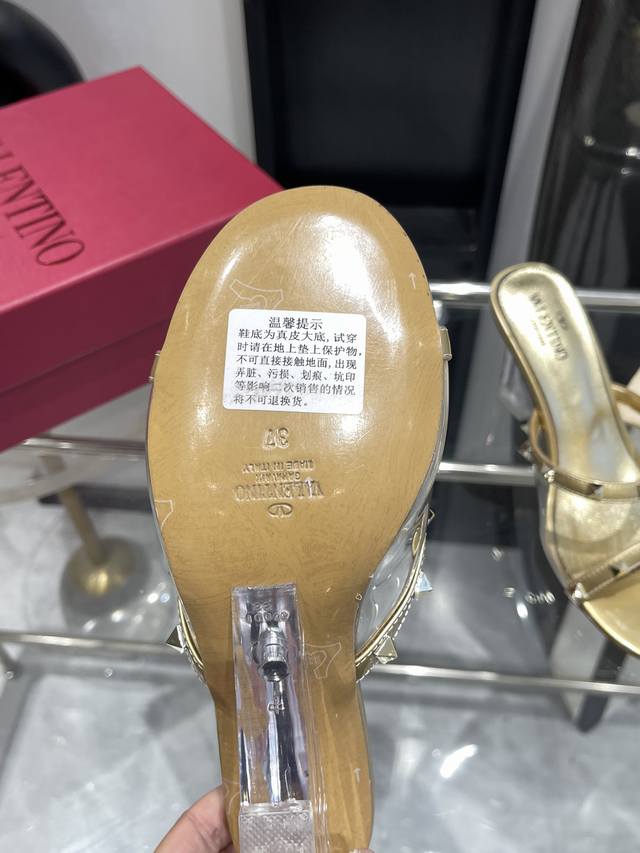 VALENTINO
温馨提示
鞋底为真皮大底,试穿
时请在地上垫上保护物,
不可直接接触地面,出现
弄脏、污损、划痕、坑印
等影响二次销售的情况
将不可退换货。
37
MADE IN ITALY
GARAVANI
VALENTINO
VALENTINO